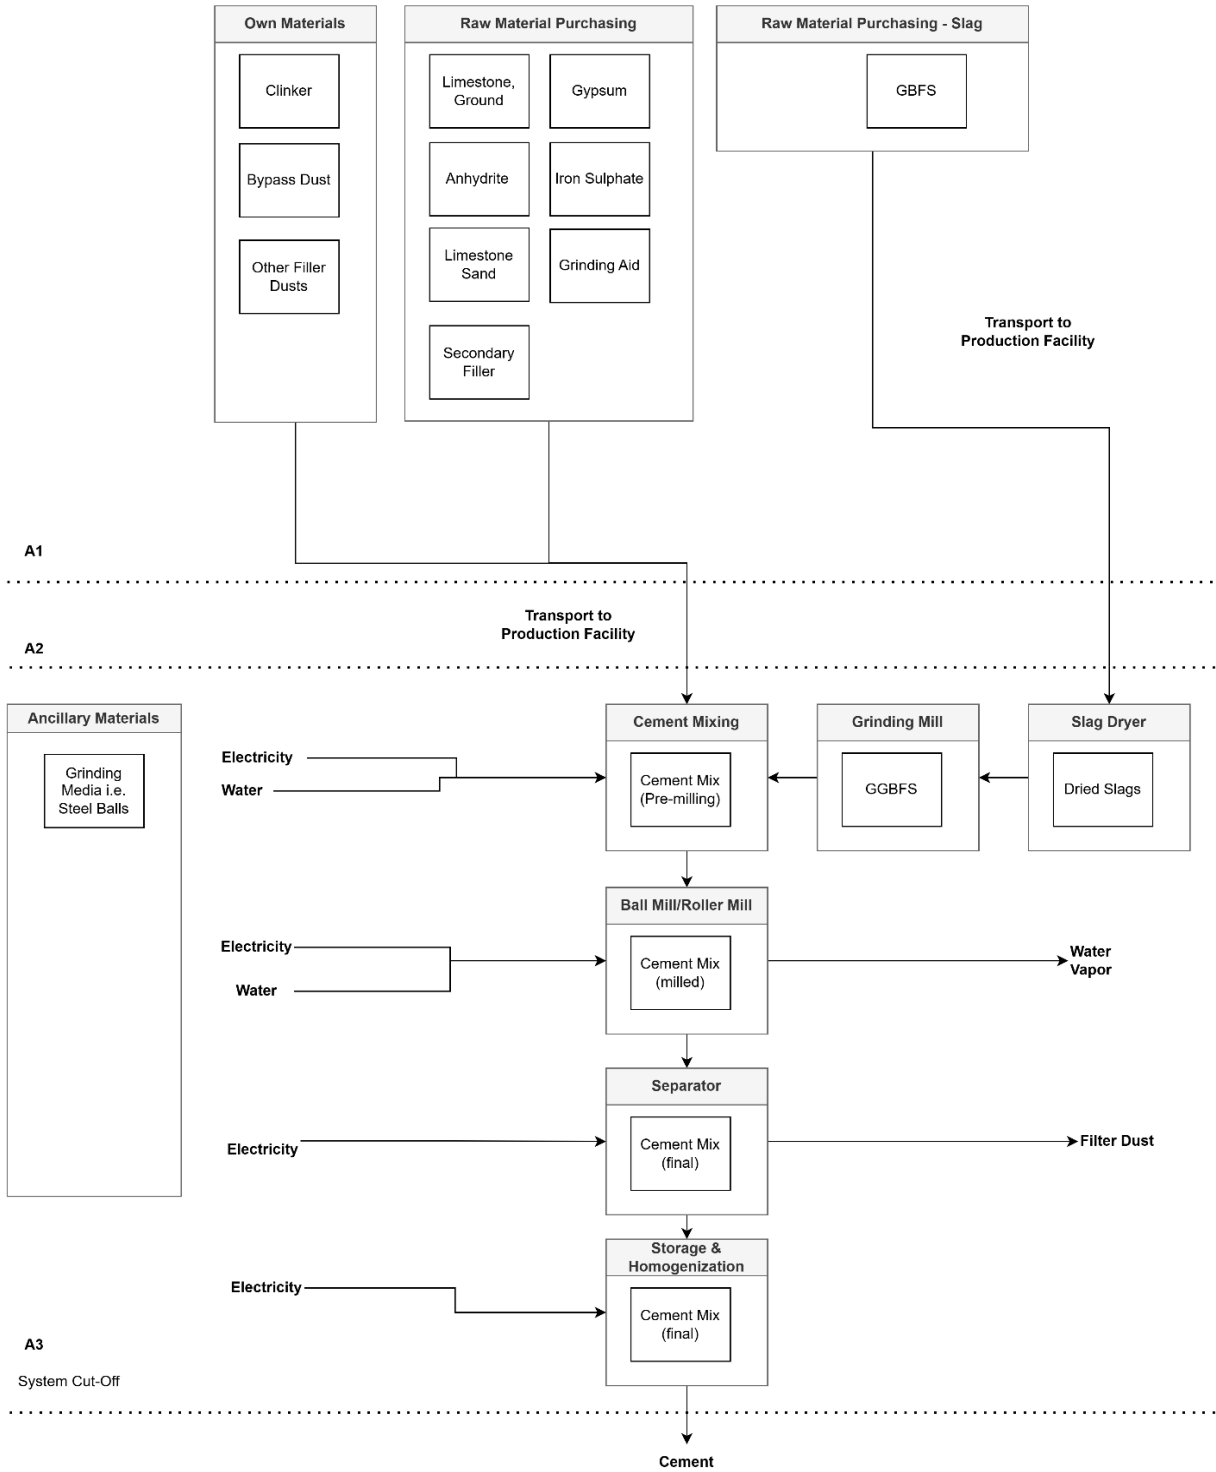 Own Materials
Raw Material Purchasing
Raw Material Purchasing - Slag
Clinker
Bypass Dust
Other Filler
Dusts
Limestone,
Ground
Gypsum
Anhydrite
Iron Sulphate
Limestone
Sand
Grinding Aid
Secondary
Filler
GBFS
Transport to
Production Facility
A1
Transport to
Production Facility
A2
Ancillary Materials
Grinding
Media i.e.
Steel Balls
Electricity
Water
Cement Mixing
Cement Mix
(Pre-milling)
Grinding Mill
GGBFS
Slag Dryer
Dried Slags
Electricity
Water
Ball Mill/Roller Mill
Cement Mix
(milled)
Water
Vapor
Electricity
Separator
Cement Mix
(final)
Filter Dust
Electricity
Storage &
Homogenization
Cement Mix
(final)
A3
System Cut-Off
Cement